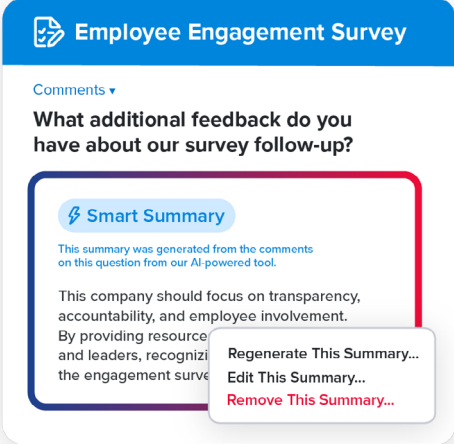 Employee Engagement Survey
Comments ▾
What additional feedback do you
have about our survey follow-up?
Smart Summary
This summary was generated from the comments
on this question from our AI-powered tool.
This company should focus on transparency,
accountability, and employee involvement.
By providing resource
and leaders, recognizi
the engagement surve
Regenerate This Summary...
Edit This Summary...
Remove This Summary...